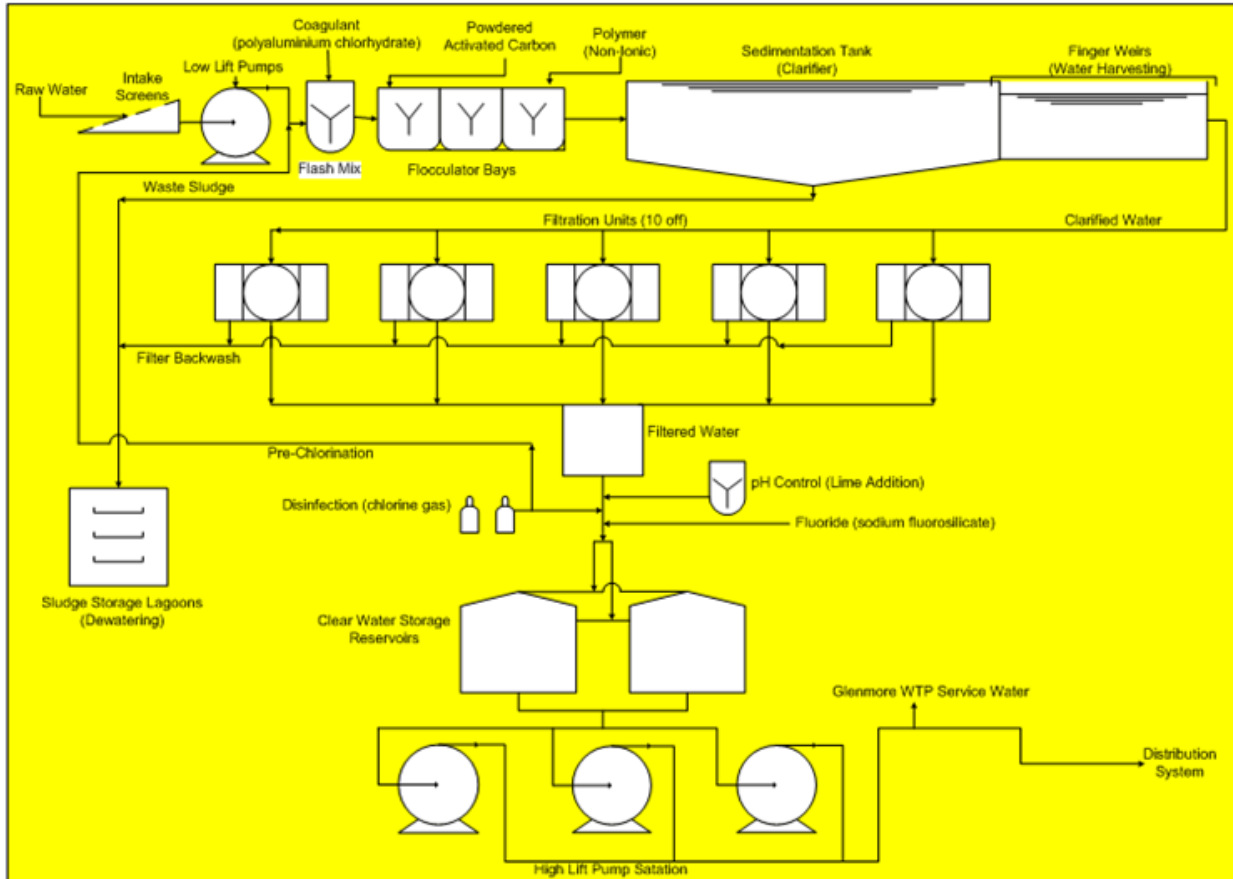 Coagulant
(polyaluminium chlorhydrate)
Powdered
Activated Carbon
Polymer
(Non-Ionic)
Sedimentation Tank
(Clarifier)
Finger Weirs
(Water Harvesting)
Raw Water
Intake
Screens
Low Lift Pumps
Flash Mix
Flocculator Bays
Waste Sludge
Filtration Units (10 off)
Clarified Water
Filter Backwash
Filtered Water
Pre-Chlorination
Disinfection (chlorine gas)
pH Control (Lime Addition)
Fluoride (sodium fluorosilicate)
Sludge Storage Lagoons
(Dewatering)
Clear Water Storage
Reservoirs
Glenmore WTP Service Water
Distribution
System
High Lift Pump Satation